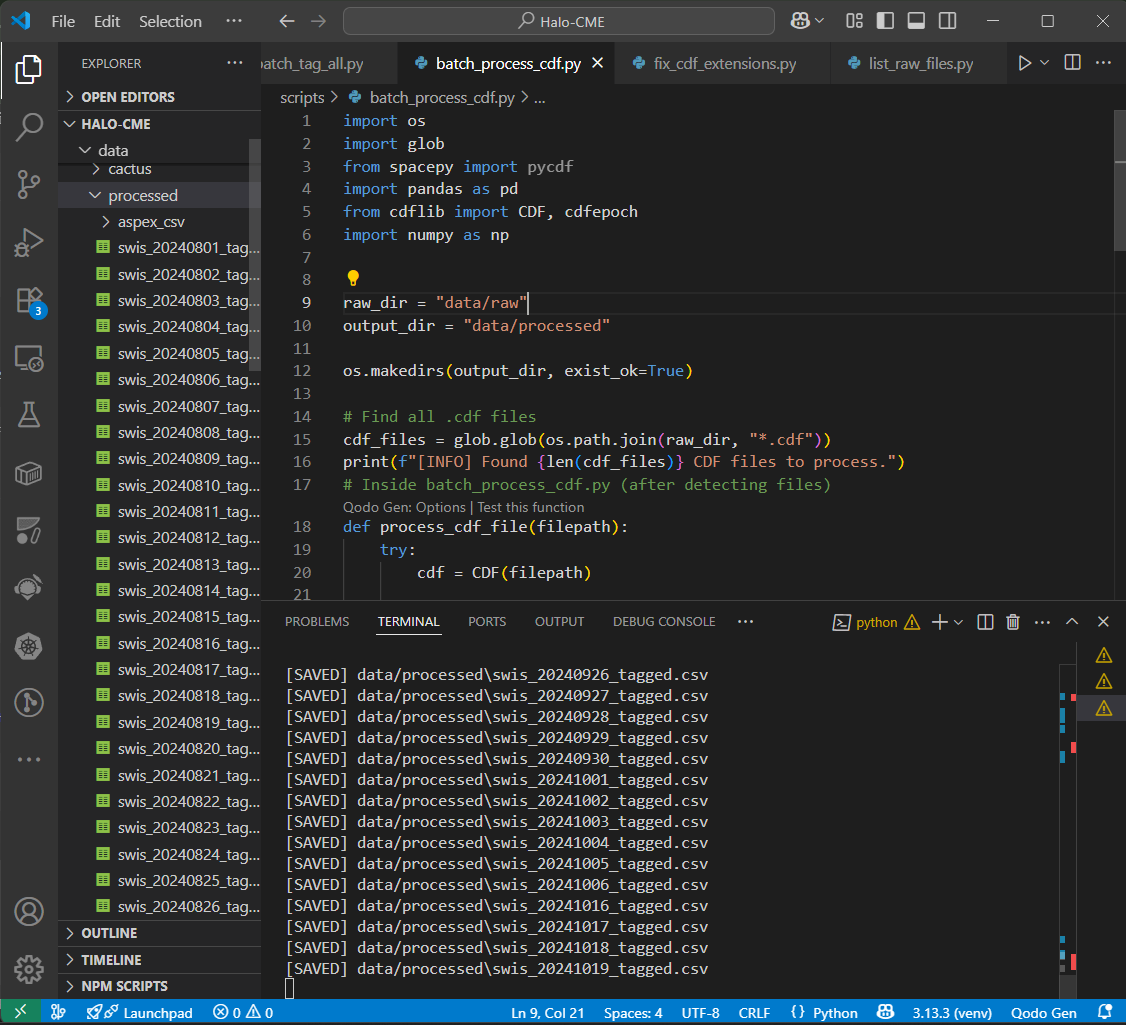 File Edit Selection ··· Halo-CME
EXPLORER ···
OPEN EDITORS
HALO-CME
data
cactus
processed
aspex_csv
swis_20240801_tag...
swis_20240802_tag...
swis_20240803_tag...
swis_20240804_tag...
swis_20240805_tag...
swis_20240806_tag...
swis_20240807_tag...
swis_20240808_tag...
swis_20240809_tag...
swis_20240810_tag...
swis_20240811_tag...
swis_20240812_tag...
swis_20240813_tag...
swis_20240814_tag...
swis_20240815_tag...
swis_20240816_tag...
swis_20240817_tag...
swis_20240818_tag...
swis_20240819_tag...
swis_20240820_tag...
swis_20240821_tag...
swis_20240822_tag...
swis_20240823_tag...
swis_20240824_tag...
swis_20240825_tag...
swis_20240826_tag...
OUTLINE
TIMELINE
NPM SCRIPTS
3
atch_tag_all.py batch_process_cdf.py fix_cdf_extensions.py list_raw_files.py
scripts > batch_process_cdf.py > ...
1 import os
2 import glob
3 from spacepy import pycdf
4 import pandas as pd
5 from cdflib import CDF, cdfepoch
6 import numpy as np
7
8
9 raw_dir = "data/raw"
10 output_dir = "data/processed"
11
12 os.makedirs(output_dir, exist_ok=True)
13
14 # Find all .cdf files
15 cdf_files = glob.glob(os.path.join(raw_dir, "*.cdf"))
16 print(f"[INFO] Found {len(cdf_files)} CDF files to process.")
17 # Inside batch_process_cdf.py (after detecting files)
Qodo Gen: Options | Test this function
18 def process_cdf_file(filepath):
19 try:
20 cdf = CDF(filepath)
21
PROBLEMS TERMINAL PORTS OUTPUT DEBUG CONSOLE ··· python
[SAVED] data/processed\swis_20240926_tagged.csv
[SAVED] data/processed\swis_20240927_tagged.csv
[SAVED] data/processed\swis_20240928_tagged.csv
[SAVED] data/processed\swis_20240929_tagged.csv
[SAVED] data/processed\swis_20240930_tagged.csv
[SAVED] data/processed\swis_20241001_tagged.csv
[SAVED] data/processed\swis_20241002_tagged.csv
[SAVED] data/processed\swis_20241003_tagged.csv
[SAVED] data/processed\swis_20241004_tagged.csv
[SAVED] data/processed\swis_20241005_tagged.csv
[SAVED] data/processed\swis_20241006_tagged.csv
[SAVED] data/processed\swis_20241016_tagged.csv
[SAVED] data/processed\swis_20241017_tagged.csv
[SAVED] data/processed\swis_20241018_tagged.csv
[SAVED] data/processed\swis_20241019_tagged.csv
Launchpad 0 0 Ln 9, Col 21 Spaces: 4 UTF-8 CRLF {} Python 3.13.3 (venv) Qodo Gen